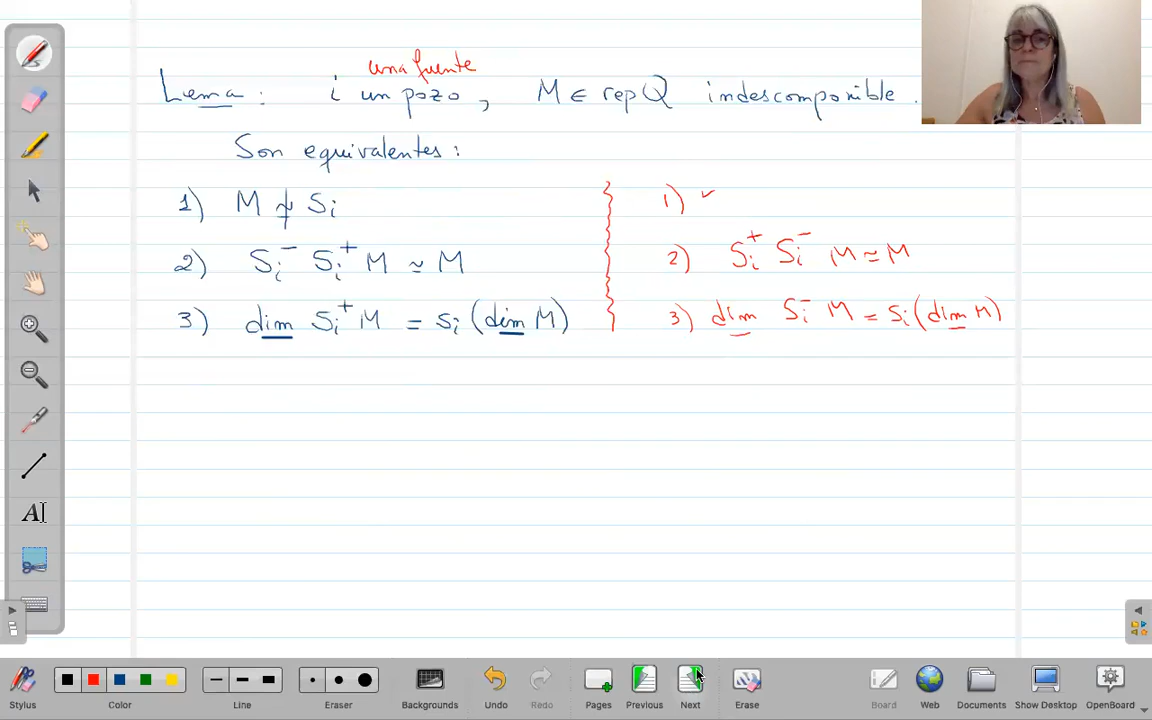 una fuente
Lema : i un pozo, M ∈ rep Q indescomponible.
Son equivalentes :
1) M ≄ Si
2) Si⁻ Si⁺ M ≃ M
3) dim Si⁺ M = si (dim M)
1) ✓
2) Si⁺ Si⁻ M ≃ M
3) dim Si⁻ M = si (dim M)
Stylus Color Line Eraser Backgrounds Undo Redo Pages Previous Next Erase Board Web Documents Show Desktop OpenBoard